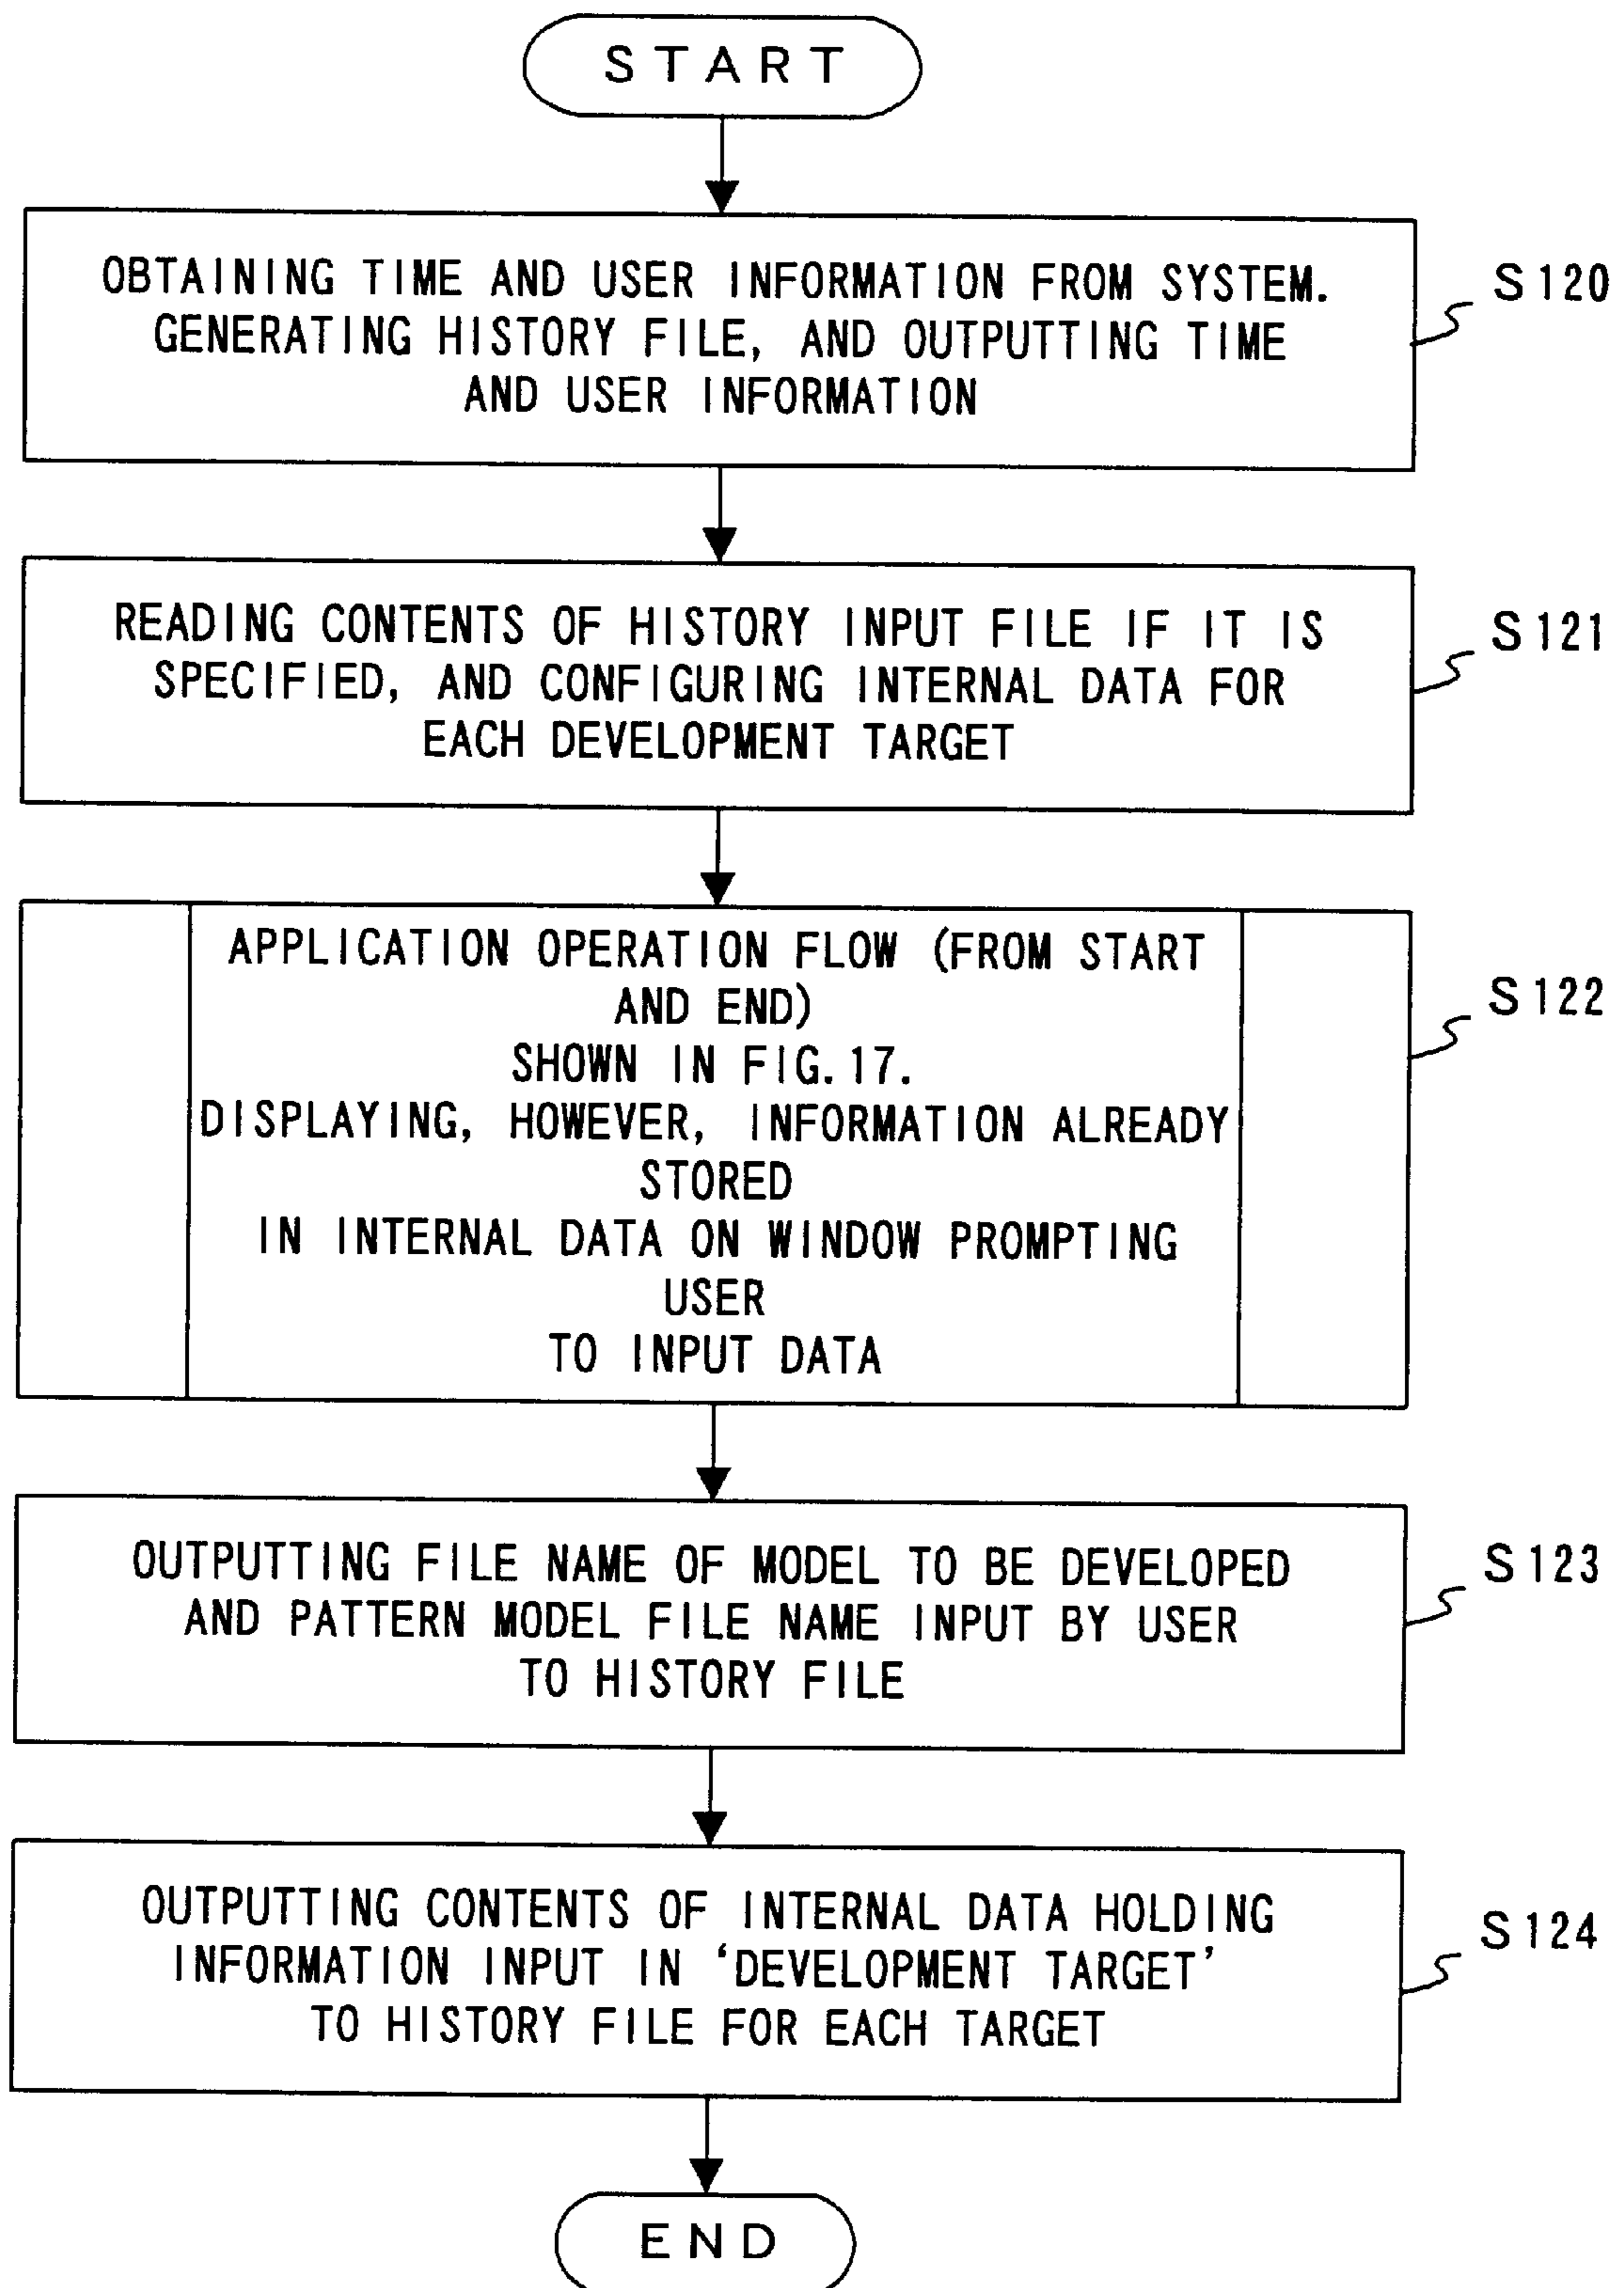 START
OBTAINING TIME AND USER INFORMATION FROM SYSTEM.
GENERATING HISTORY FILE, AND OUTPUTTING TIME
AND USER INFORMATION
S120
READING CONTENTS OF HISTORY INPUT FILE IF IT IS
SPECIFIED, AND CONFIGURING INTERNAL DATA FOR
EACH DEVELOPMENT TARGET
S121
APPLICATION OPERATION FLOW (FROM START
AND END)
SHOWN IN FIG.17.
DISPLAYING, HOWEVER, INFORMATION ALREADY
STORED
IN INTERNAL DATA ON WINDOW PROMPTING
USER
TO INPUT DATA
S122
OUTPUTTING FILE NAME OF MODEL TO BE DEVELOPED
AND PATTERN MODEL FILE NAME INPUT BY USER
TO HISTORY FILE
S123
OUTPUTTING CONTENTS OF INTERNAL DATA HOLDING
INFORMATION INPUT IN ‘DEVELOPMENT TARGET’
TO HISTORY FILE FOR EACH TARGET
S124
END